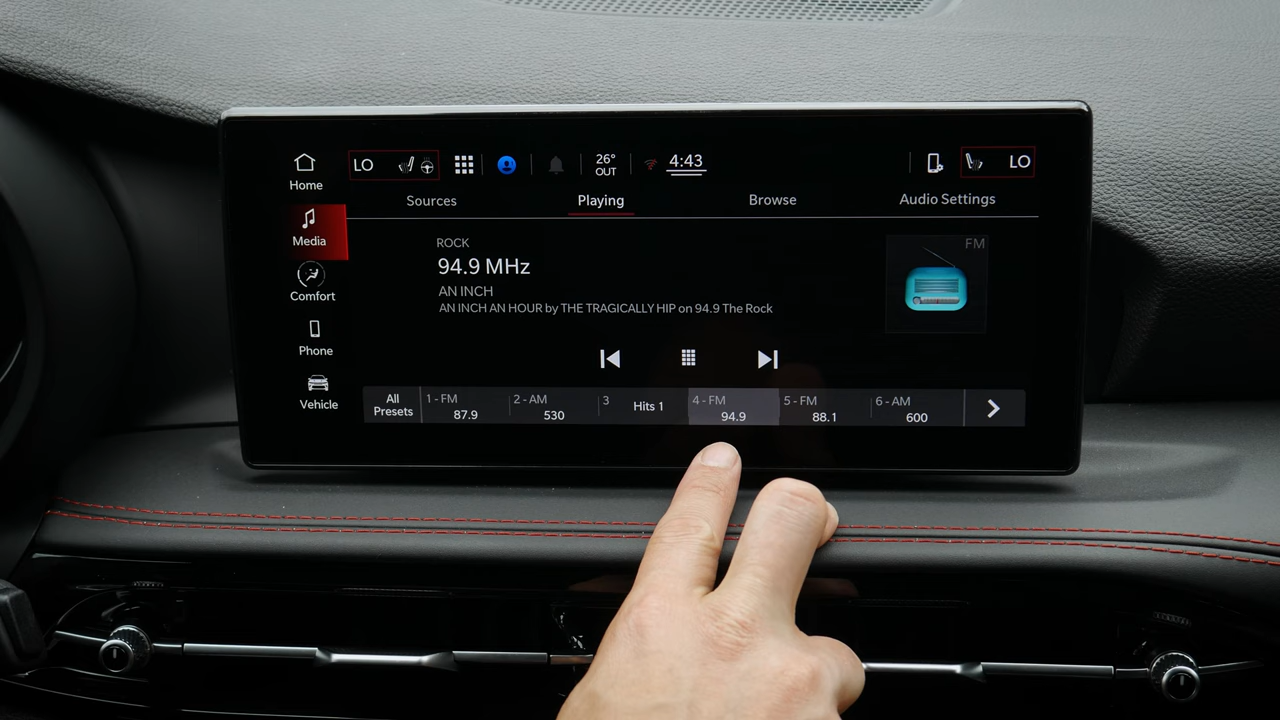 Home
LO
26°
OUT
4:43
LO
Sources
Playing
Browse
Audio Settings
Media
Comfort
Phone
Vehicle
ROCK
94.9 MHz
AN INCH
AN INCH AN HOUR by THE TRAGICALLY HIP on 94.9 The Rock
FM
All
Presets
1 - FM
87.9
2 - AM
530
3
Hits 1
4 - FM
94.9
5 - FM
88.1
6 - AM
600